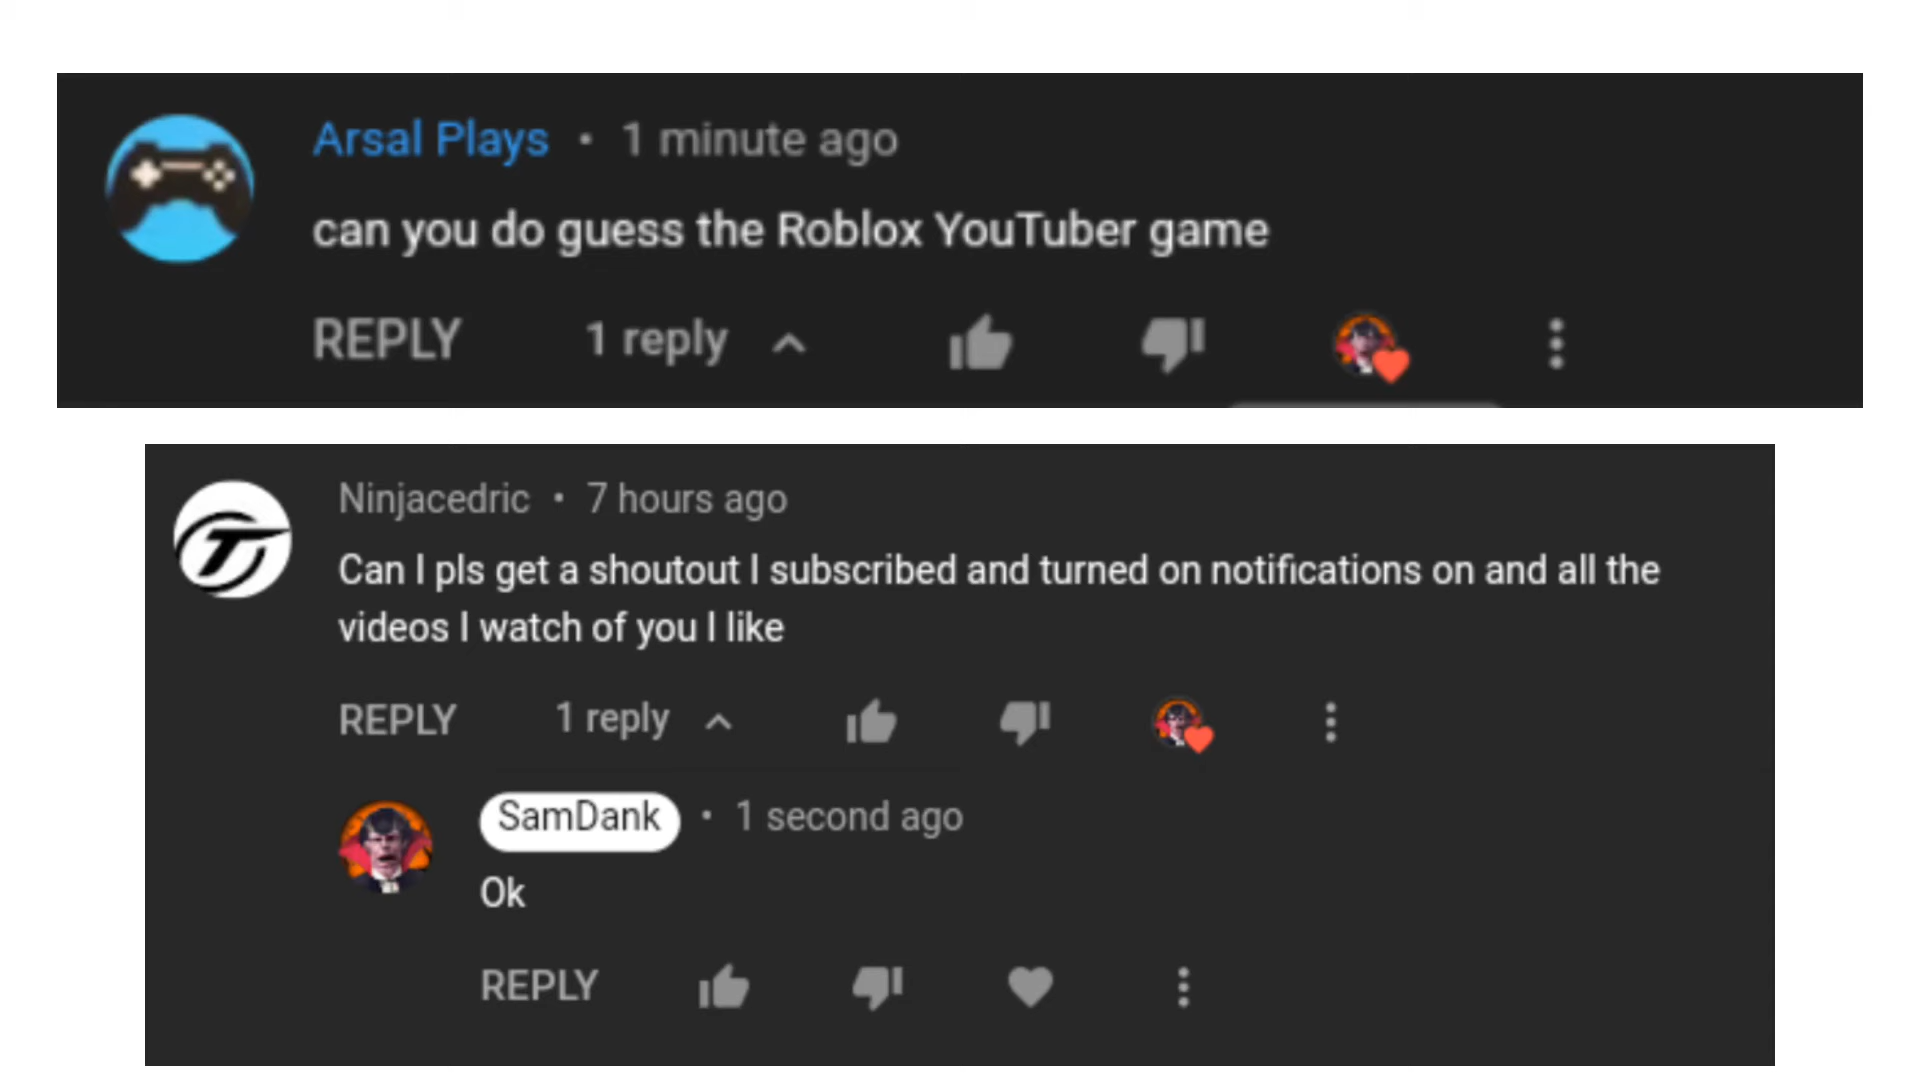 Arsal Plays • 1 minute ago
can you do guess the Roblox YouTuber game
REPLY 1 reply
Ninjacedric • 7 hours ago
Can I pls get a shoutout I subscribed and turned on notifications on and all the
videos I watch of you I like
REPLY 1 reply
SamDank • 1 second ago
Ok
REPLY